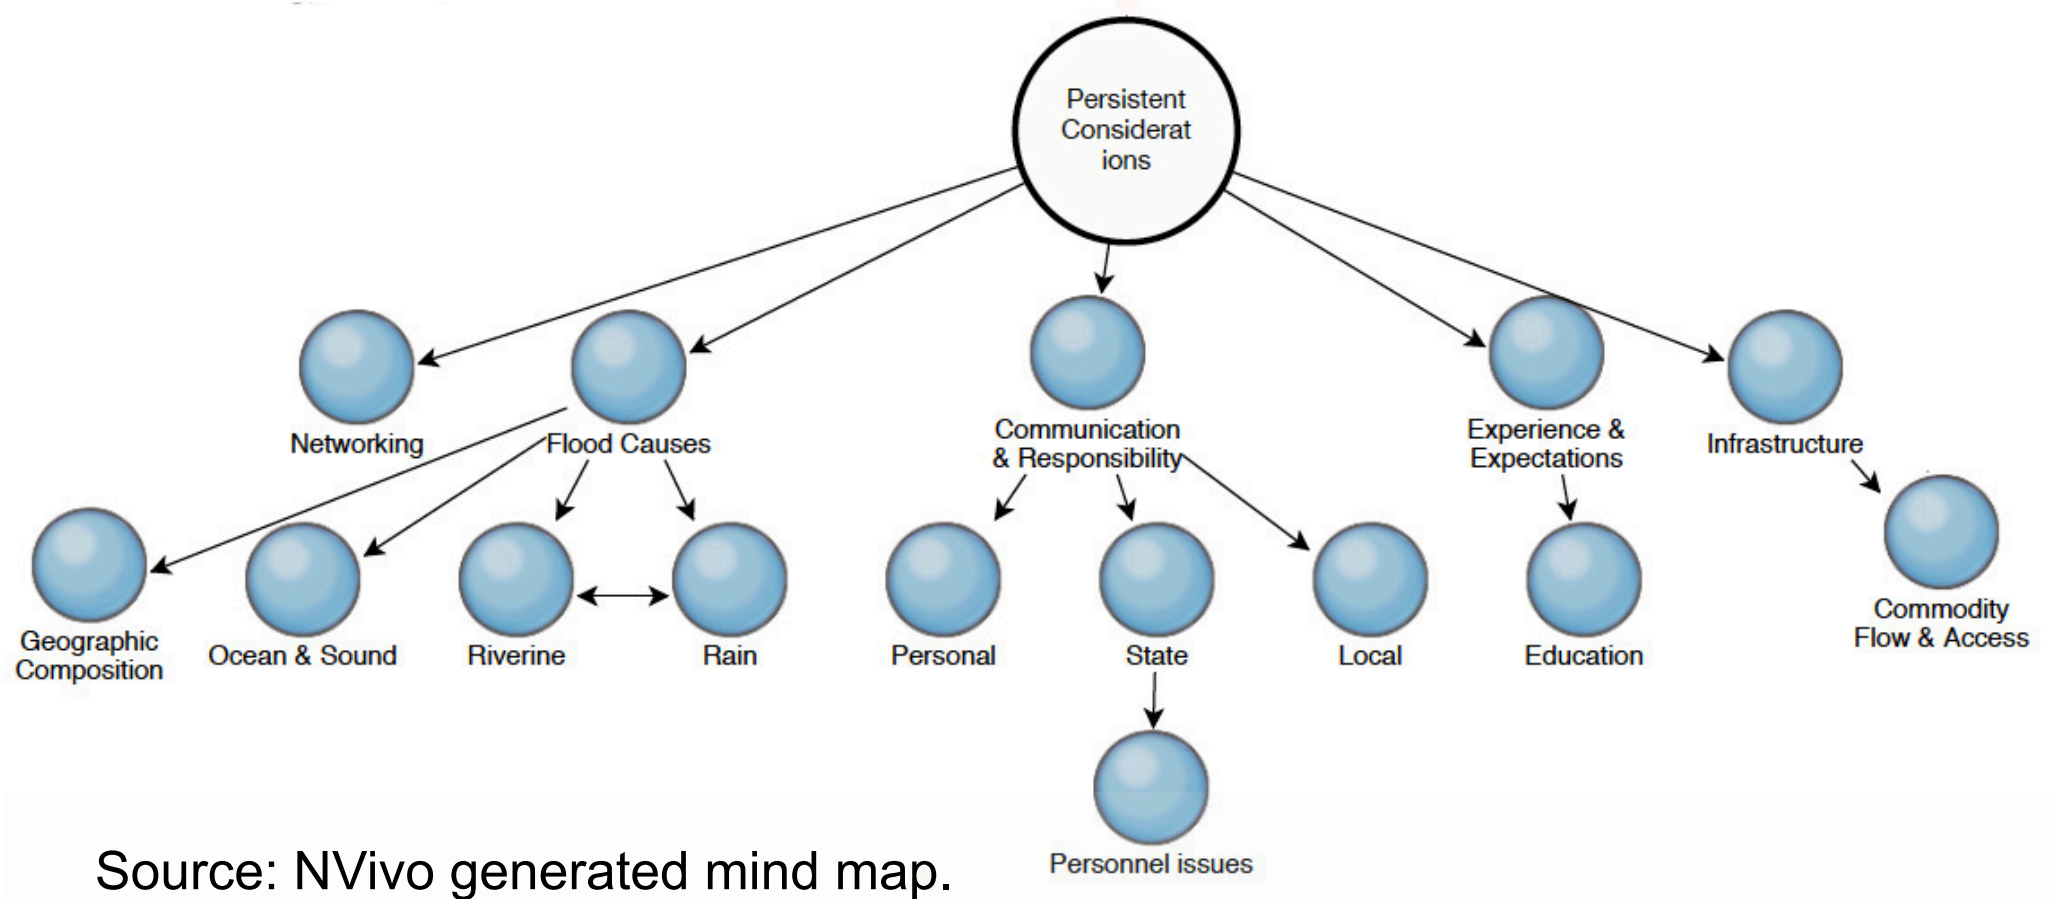 Persistent
Considerat
ions
Networking
Flood Causes
Communication
& Responsibility
Experience &
Expectations
Infrastructure
Geographic
Composition
Ocean & Sound
Riverine
Rain
Personal
State
Local
Education
Commodity
Flow & Access
Personnel issues
Source: NVivo generated mind map.